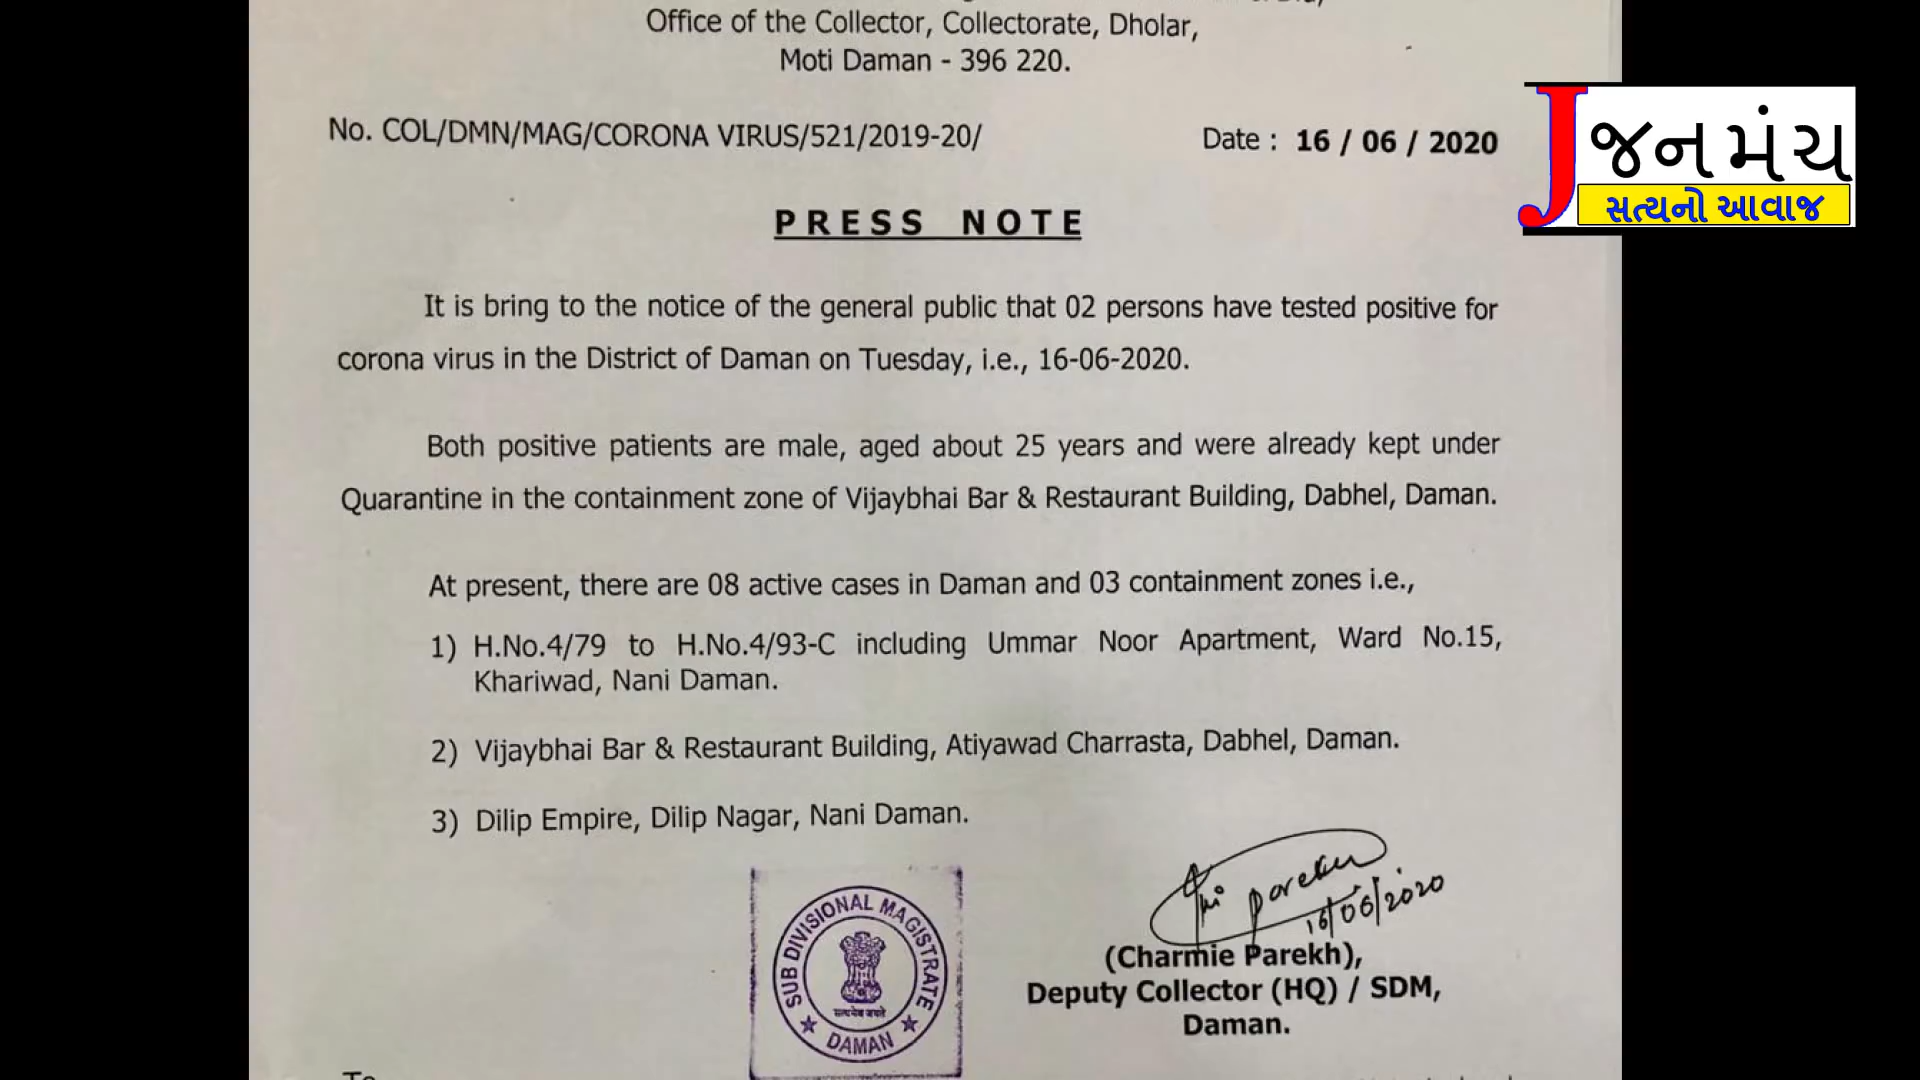 Office of the Collector, Collectorate, Dholar,
Moti Daman - 396 220.
No. COL/DMN/MAG/CORONA VIRUS/521/2019-20/ Date : 16 / 06 / 2020
જનમંચ
સત્યનો આવાજ
PRESS NOTE
It is bring to the notice of the general public that 02 persons have tested positive for
corona virus in the District of Daman on Tuesday, i.e., 16-06-2020.
Both positive patients are male, aged about 25 years and were already kept under
Quarantine in the containment zone of Vijaybhai Bar & Restaurant Building, Dabhel, Daman.
At present, there are 08 active cases in Daman and 03 containment zones i.e.,
1) H.No.4/79 to H.No.4/93-C including Ummar Noor Apartment, Ward No.15,
Khariwad, Nani Daman.
2) Vijaybhai Bar & Restaurant Building, Atiyawad Charrasta, Dabhel, Daman.
3) Dilip Empire, Dilip Nagar, Nani Daman.
SUB DIVISIONAL MAGISTRATE
सत्यमेव जयते
DAMAN
Parekh
16/06/2020
(Charmie Parekh),
Deputy Collector (HQ) / SDM,
Daman.